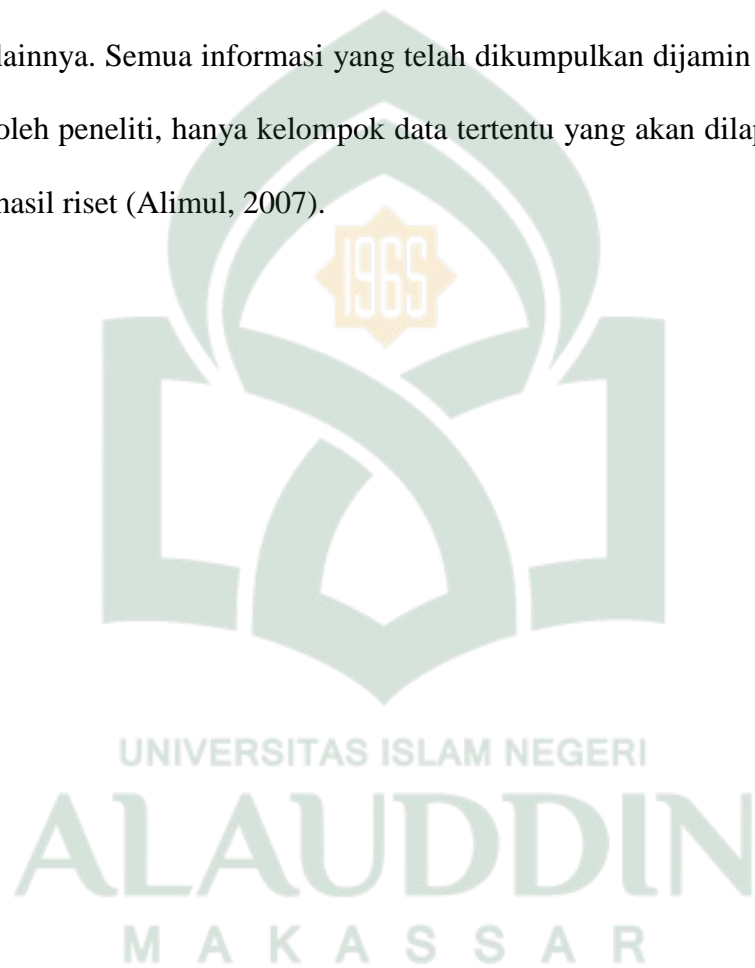 lainnya. Semua informasi yang telah dikumpulkan dijamin
oleh peneliti, hanya kelompok data tertentu yang akan
hasil riset (Alimul, 2007).
1965
UNIVERSITAS ISLAM NEGERI
ALAUDDIN
MAKASSAR